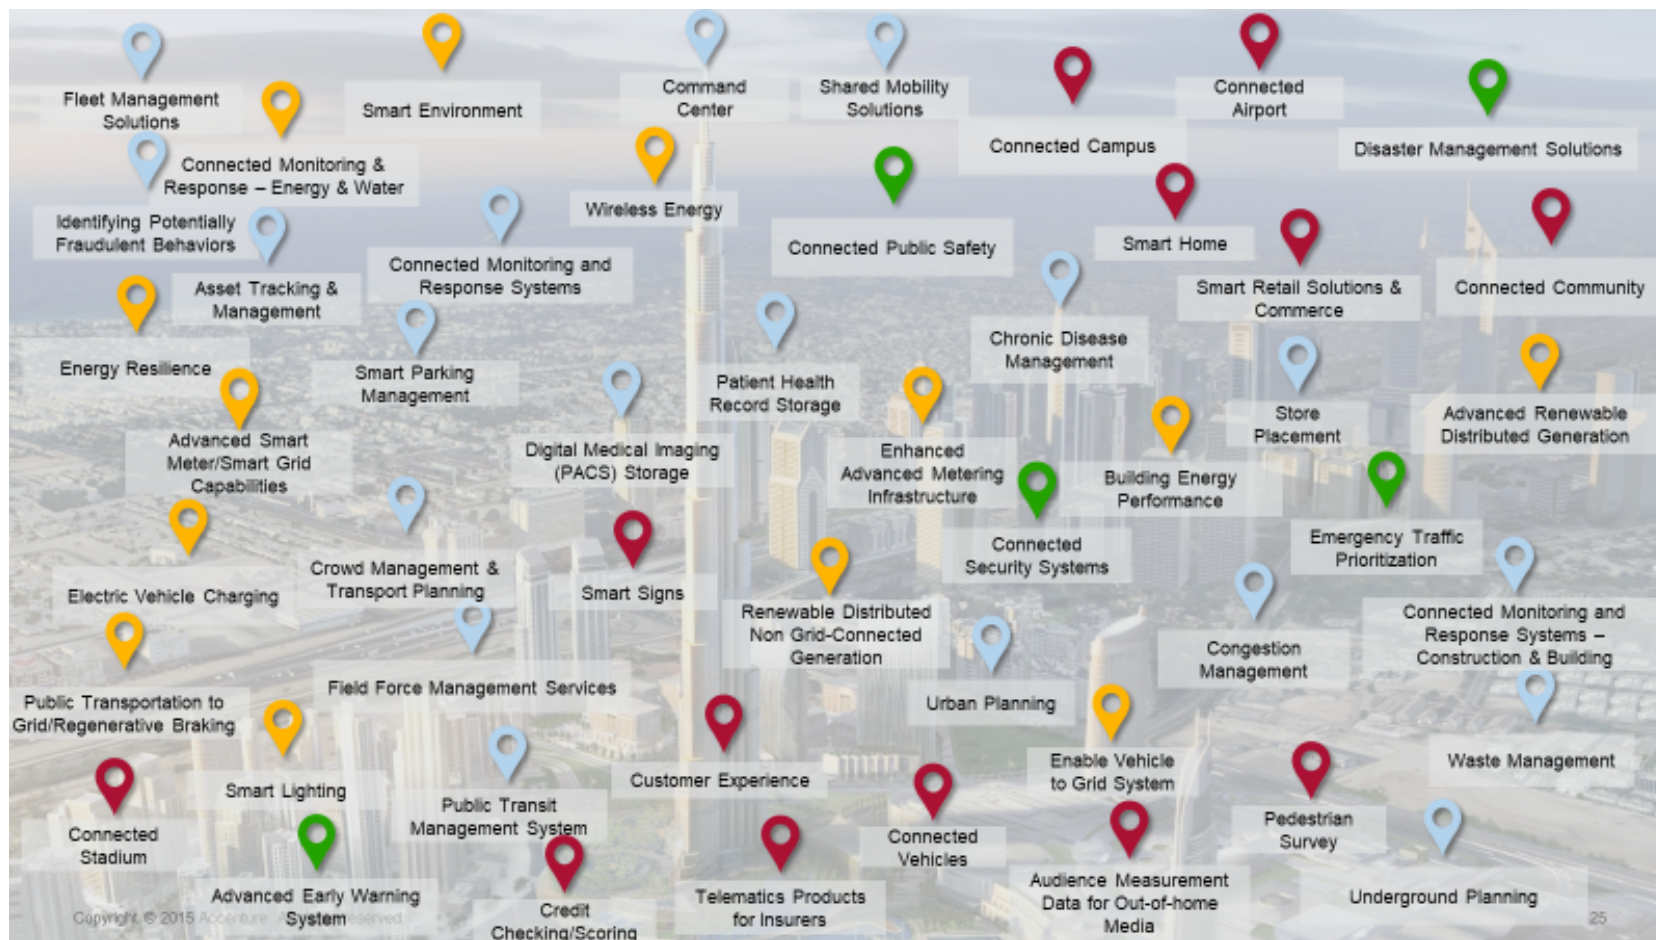 Fleet Management
Solutions
Smart Environment
Command
Center
Shared Mobility
Solutions
Connected Campus
Connected
Airport
Disaster Management Solutions
Connected Monitoring &
Response – Energy & Water
Identifying Potentially
Fraudulent Behaviors
Wireless Energy
Connected Public Safety
Smart Home
Asset Tracking &
Management
Connected Monitoring and
Response Systems
Smart Retail Solutions &
Commerce
Connected Community
Energy Resilience
Smart Parking
Management
Patient Health
Record Storage
Chronic Disease
Management
Store
Placement
Advanced Renewable
Distributed Generation
Advanced Smart
Meter/Smart Grid
Capabilities
Digital Medical Imaging
(PACS) Storage
Enhanced
Advanced Metering
Infrastructure
Building Energy
Performance
Connected
Security Systems
Emergency Traffic
Prioritization
Electric Vehicle Charging
Crowd Management &
Transport Planning
Smart Signs
Renewable Distributed
Non Grid-Connected
Generation
Congestion
Management
Connected Monitoring and
Response Systems –
Construction & Building
Public Transportation to
Grid/Regenerative Braking
Field Force Management Services
Urban Planning
Smart Lighting
Customer Experience
Enable Vehicle
to Grid System
Waste Management
Connected
Stadium
Public Transit
Management System
Connected
Vehicles
Pedestrian
Survey
Advanced Early Warning
System
Credit
Checking/Scoring
Telematics Products
for Insurers
Audience Measurement
Data for Out-of-home
Media
Underground Planning
Copyright © 2015 Accenture
25